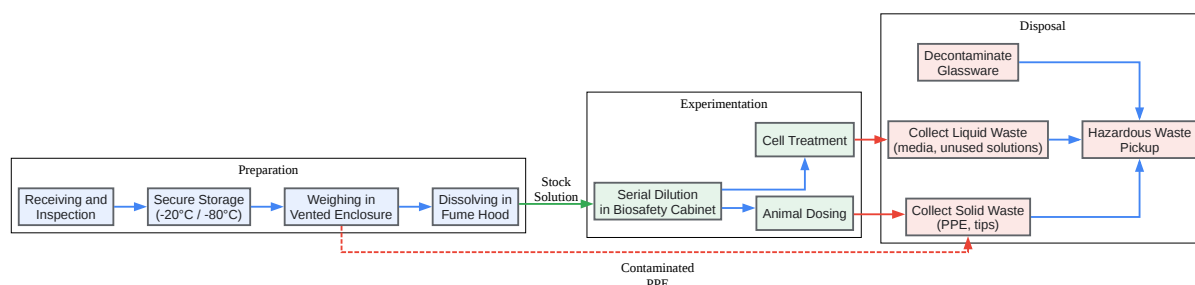 Preparation
Receiving and
Inspection
Secure Storage
(-20°C / -80°C)
Weighing in
Vented Enclosure
Dissolving in
Fume Hood
Stock
Solution
Experimentation
Serial Dilution
in Biosafety Cabinet
Cell Treatment
Animal Dosing
Disposal
Decontaminate
Glassware
Collect Liquid Waste
(media, unused solutions)
Hazardous Waste
Pickup
Collect Solid Waste
(PPE, tips)
Contaminated
PPE